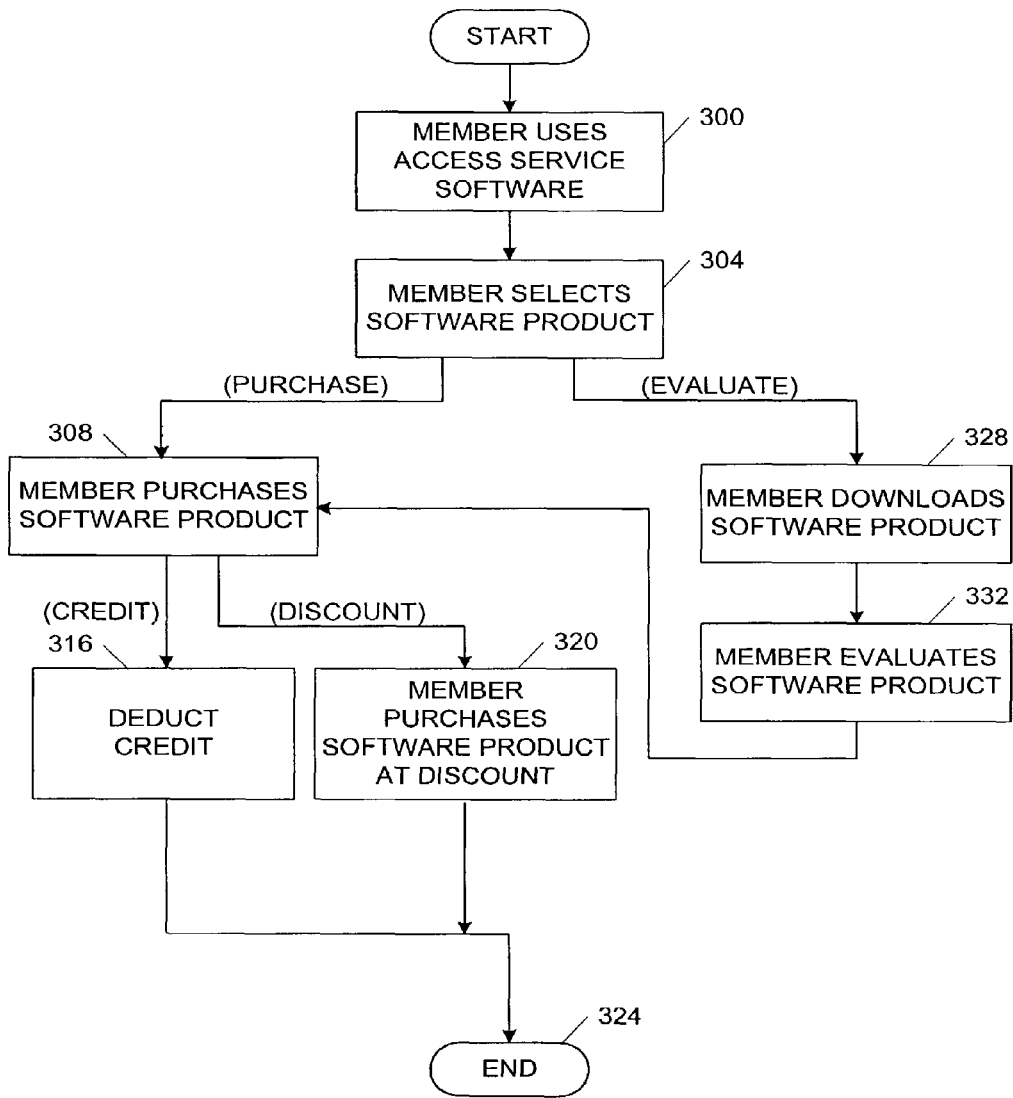 START
300
MEMBER USES
ACCESS SERVICE
SOFTWARE
304
MEMBER SELECTS
SOFTWARE PRODUCT
(PURCHASE)
(EVALUATE)
308
MEMBER PURCHASES
SOFTWARE PRODUCT
328
MEMBER DOWNLOADS
SOFTWARE PRODUCT
(CREDIT)
(DISCOUNT)
316
DEDUCT
CREDIT
320
MEMBER
PURCHASES
SOFTWARE PRODUCT
AT DISCOUNT
332
MEMBER EVALUATES
SOFTWARE PRODUCT
324
END